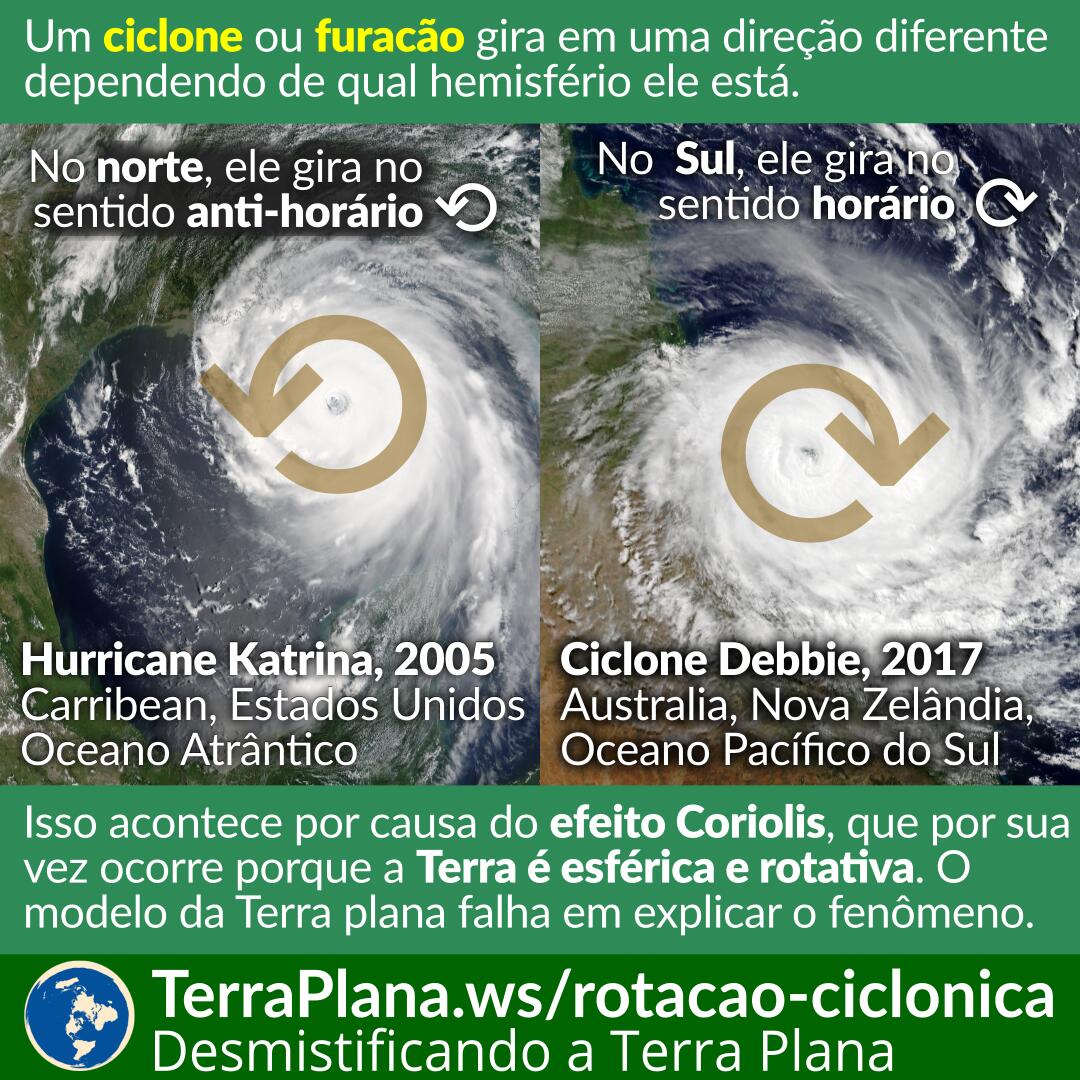 Um ciclone ou furacão gira em uma direção diferente
dependendo de qual hemisfério ele está.
No norte, ele gira no
sentido anti-horário
No Sul, ele gira no
sentido horário
Hurricane Katrina, 2005
Carribean, Estados Unidos
Oceano Atrântico
Ciclone Debbie, 2017
Australia, Nova Zelândia,
Oceano Pacífico do Sul
Isso acontece por causa do efeito Coriolis, que por sua
vez ocorre porque a Terra é esférica e rotativa. O
modelo da Terra plana falha em explicar o fenômeno.
TerraPlana.ws/rotacao-ciclonica
Desmistificando a Terra Plana